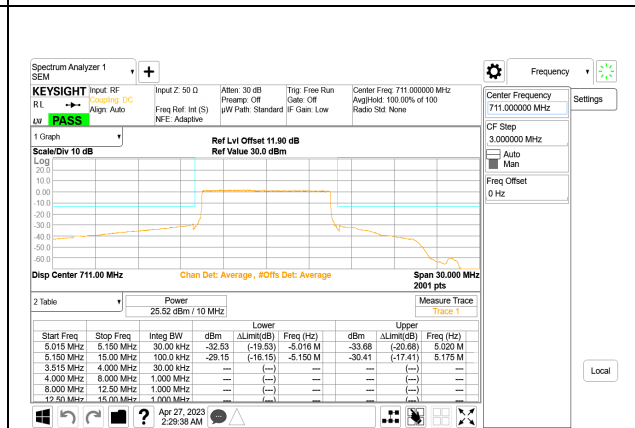 Spectrum Analyzer 1
SEM
+
Frequency
KEYSIGHT
Input: RF
Input Z: 50 Ω
Atten: 30 dB
Trig: Free Run
Center Freq: 711.000000 MHz
RL
Coupling: DC
Preamp: Off
Gate: Off
Avg|Hold: 100.00% of 100
Align: Auto
Freq Ref: Int (S)
µW Path: Standard
IF Gain: Low
Radio Std: None
NFE: Adaptive
LXI
PASS
Center Frequency
711.000000 MHz
Settings
CF Step
3.000000 MHz
Auto
Man
Freq Offset
0 Hz
1 Graph
Ref Lvl Offset 11.90 dB
Scale/Div 10 dB
Ref Value 30.0 dBm
Log
20.0
10.0
0.00
-10.0
-20.0
-30.0
-40.0
-50.0
-60.0
Disp Center 711.00 MHz
Chan Det: Average , #Offs Det: Average
Span 30.000 MHz
2001 pts
2 Table
Power
25.52 dBm / 10 MHz
Measure Trace
Trace 1
Lower Upper
Start Freq Stop Freq Integ BW dBm ΔLimit(dB) Freq (Hz) dBm ΔLimit(dB) Freq (Hz)
5.015 MHz 5.150 MHz 30.00 kHz -32.53 (-19.53) -5.016 M -33.68 (-20.68) 5.020 M
5.150 MHz 15.00 MHz 100.0 kHz -29.15 (-16.15) -5.150 M -30.41 (-17.41) 5.175 M
3.515 MHz 4.000 MHz 30.00 kHz --- (---) --- --- (---) ---
4.000 MHz 8.000 MHz 1.000 MHz --- (---) --- --- (---) ---
8.000 MHz 12.50 MHz 1.000 MHz --- (---) --- --- (---) ---
12.50 MHz 15.00 MHz 1.000 MHz --- (---) --- --- (---) ---
Local
?
Apr 27, 2023
2:29:38 AM